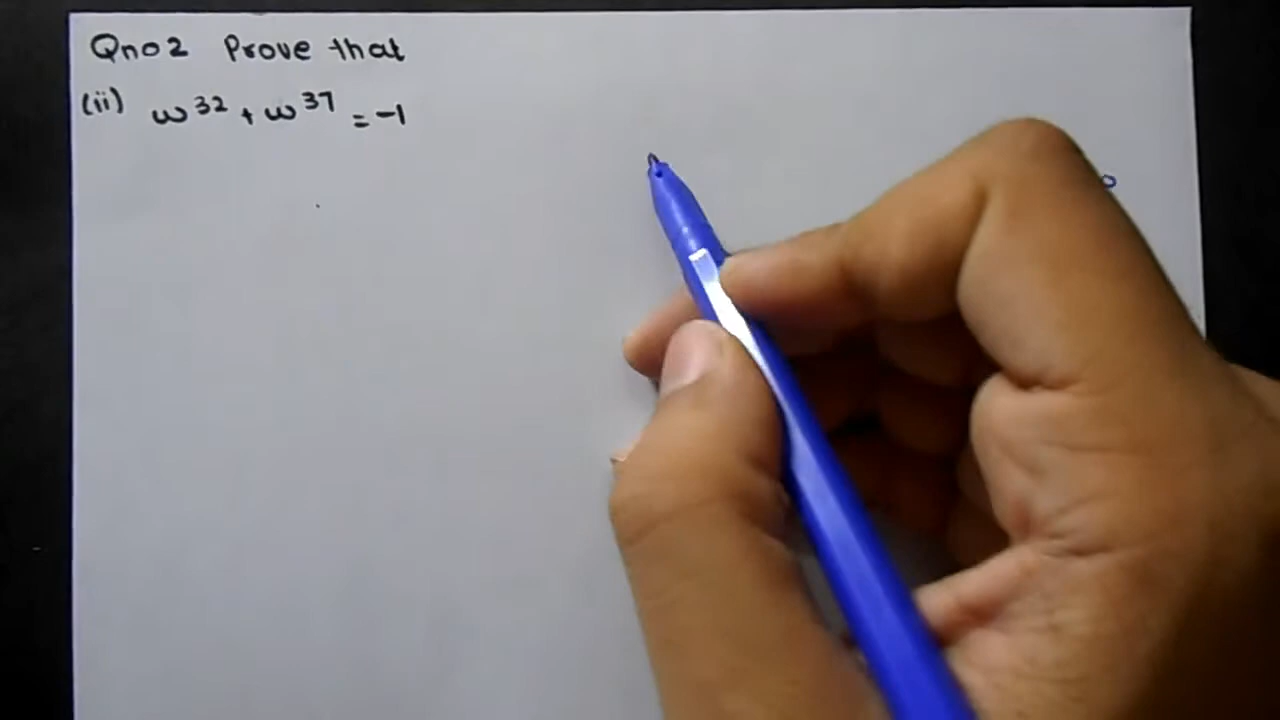 Qno2 Prove that
(ii) ω³² + ω³⁷ = -1